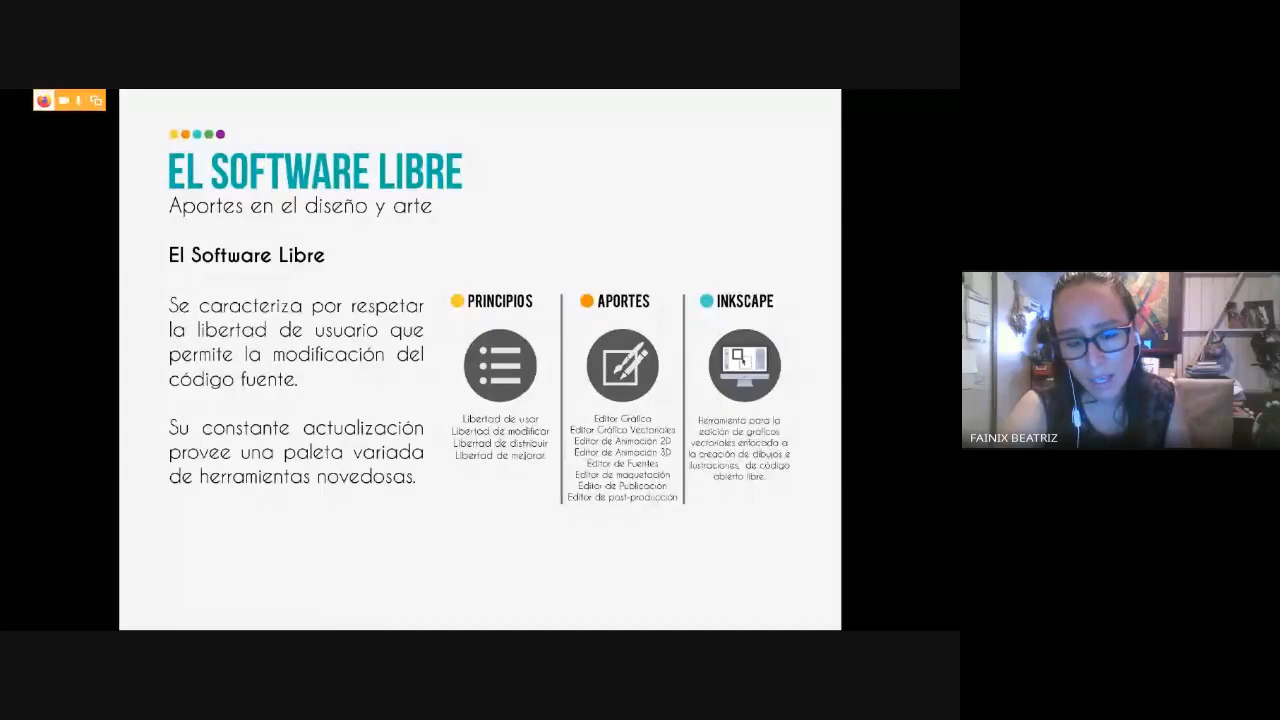 EL SOFTWARE LIBRE
Aportes en el diseño y arte
El Software Libre
Se caracteriza por respetar
la libertad de usuario que
permite la modificación del
código fuente.
Su constante actualización
provee una paleta variada
de herramientas novedosas.
PRINCIPIOS
Libertad de usar
Libertad de modificar
Libertad de distribuir
Libertad de mejorar.
APORTES
Editor Gráfico
Editor Gráfico Vectoriales
Editor de Animación 2D
Editor de Animación 3D
Editor de Fuentes
Editor de maquetación
Editor de Publicación
Editor de post-producción
INKSCAPE
Herramienta para la
edición de gráficos
vectoriales enfocada a
la creación de dibujos e
ilustraciones, de código
abierto libre.
FAINIX BEATRIZ